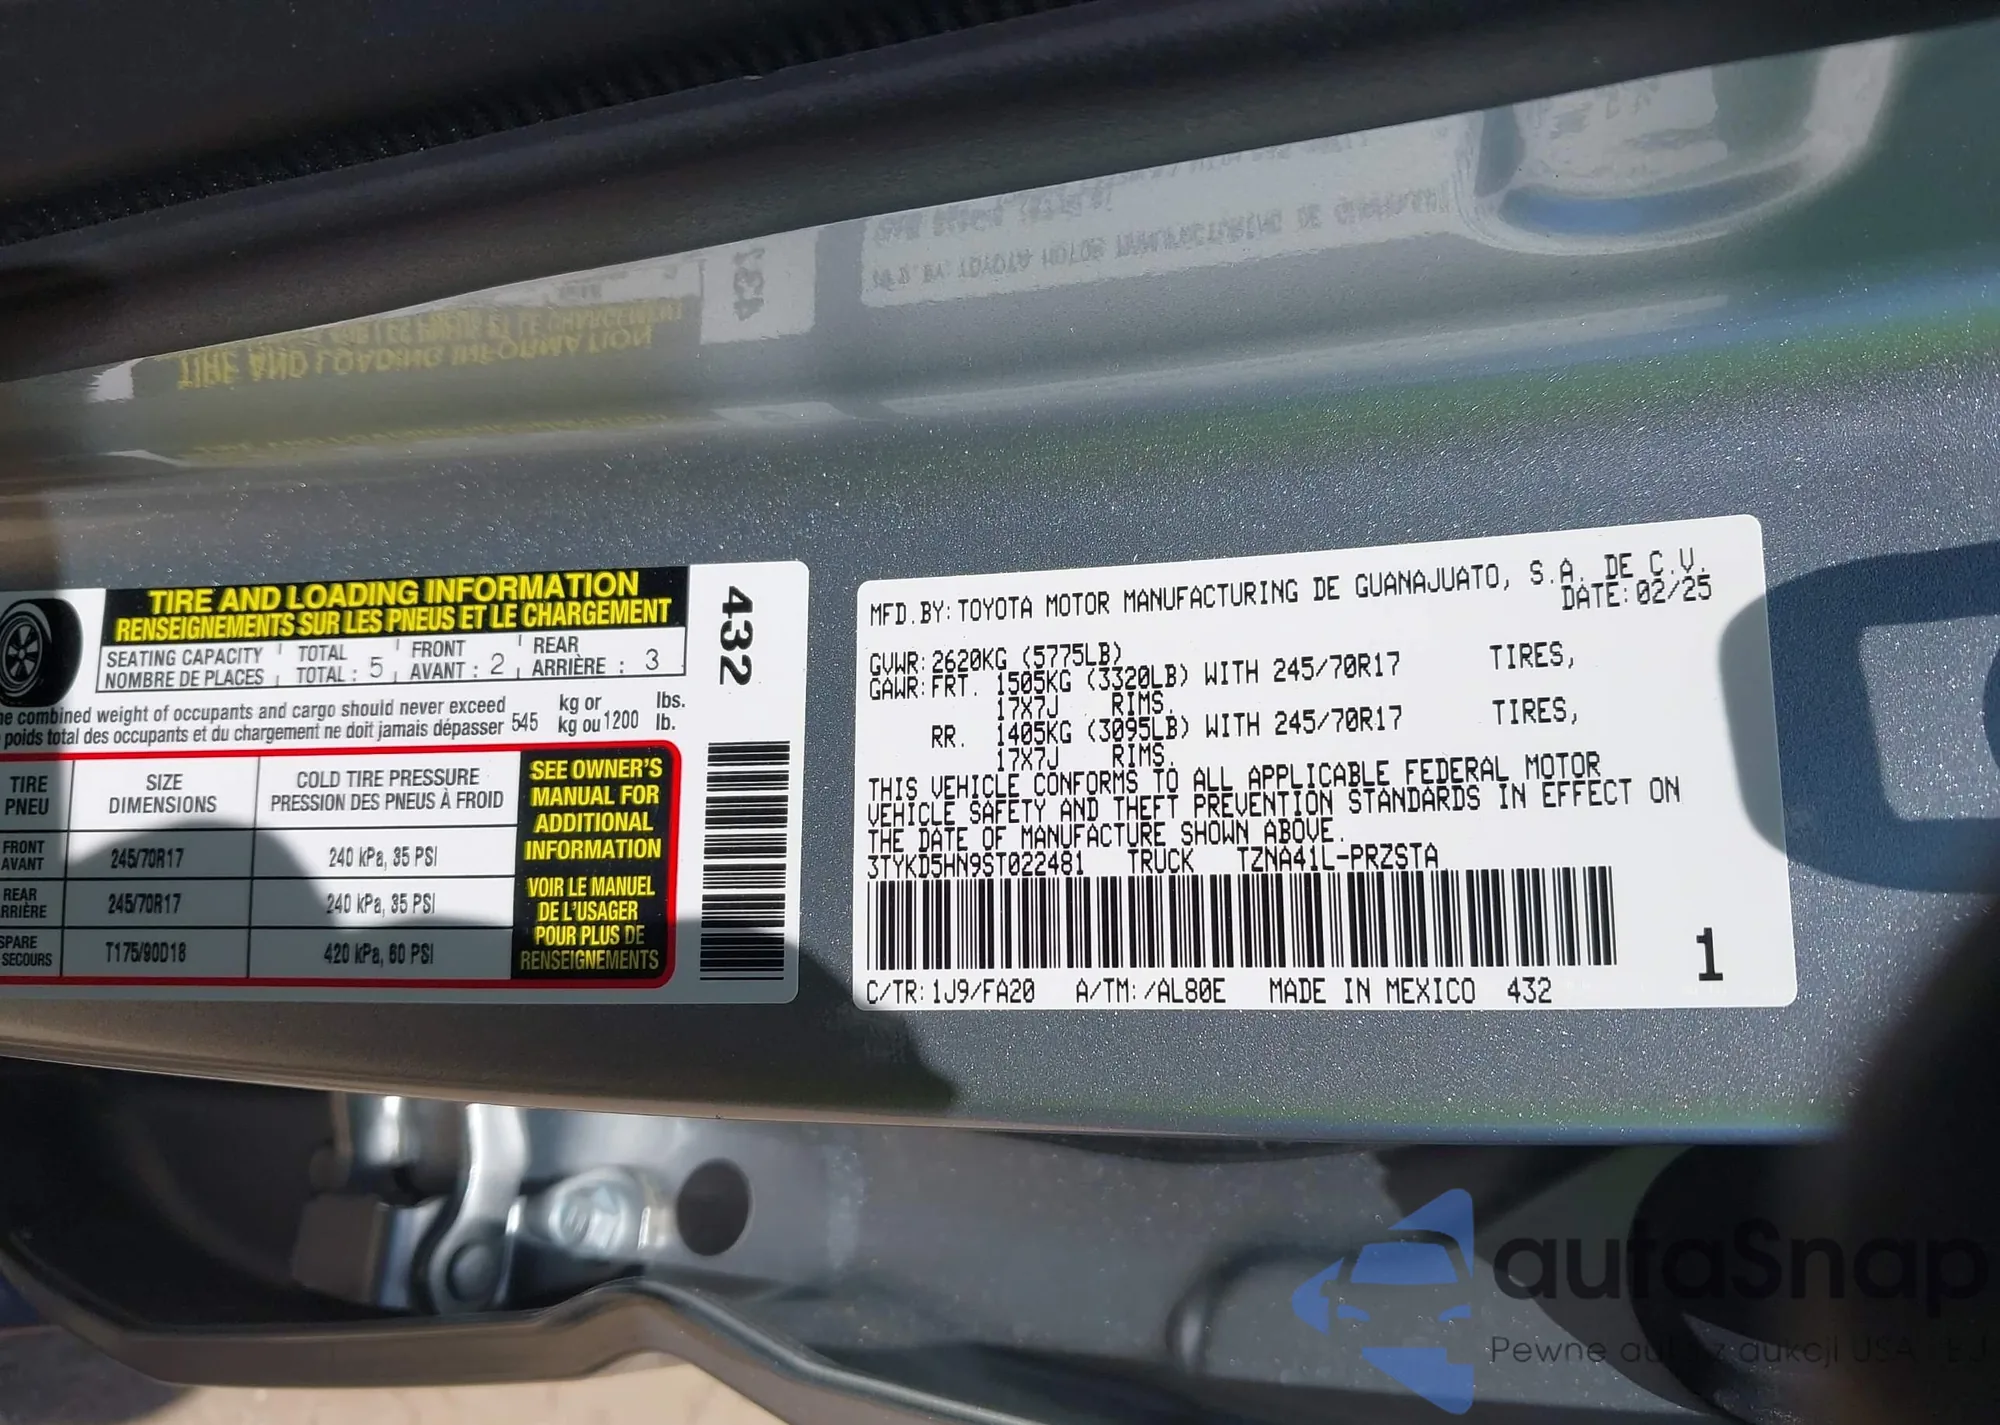 TIRE AND LOADING INFORMATION
RENSEIGNEMENTS SUR LES PNEUS ET LE CHARGEMENT
SEATING CAPACITY TOTAL FRONT REAR
NOMBRE DE PLACES TOTAL : 5 AVANT : 2 ARRIÈRE : 3
combined weight of occupants and cargo should never exceed kg or lbs.
poids total des occupants et du chargement ne doit jamais dépasser 545 kg ou 1200 lb.
TIRE SIZE COLD TIRE PRESSURE
PNEU DIMENSIONS PRESSION DES PNEUS À FROID
FRONT
AVANT 245/70R17 240 kPa, 35 PSI
REAR
RRIÈRE 245/70R17 240 kPa, 35 PSI
SPARE
SECOURS T175/90D18 420 kPa, 60 PSI
SEE OWNER'S
MANUAL FOR
ADDITIONAL
INFORMATION
VOIR LE MANUEL
DE L'USAGER
POUR PLUS DE
RENSEIGNEMENTS
432
MFD.BY:TOYOTA MOTOR MANUFACTURING DE GUANAJUATO, S.A. DE C.V.
DATE:02/25
GVWR:2620KG (5775LB)
GAWR:FRT. 1505KG (3320LB) WITH 245/70R17 TIRES,
17X7J RIMS.
RR. 1405KG (3095LB) WITH 245/70R17 TIRES,
17X7J RIMS.
THIS VEHICLE CONFORMS TO ALL APPLICABLE FEDERAL MOTOR
VEHICLE SAFETY AND THEFT PREVENTION STANDARDS IN EFFECT ON
THE DATE OF MANUFACTURE SHOWN ABOVE.
3TYKD5HN9ST022481 TRUCK TZNA41L-PRZSTA
1
C/TR:1J9/FA20 A/TM:/AL80E MADE IN MEXICO 432
autaSnap
Pewne auta z aukcji USA